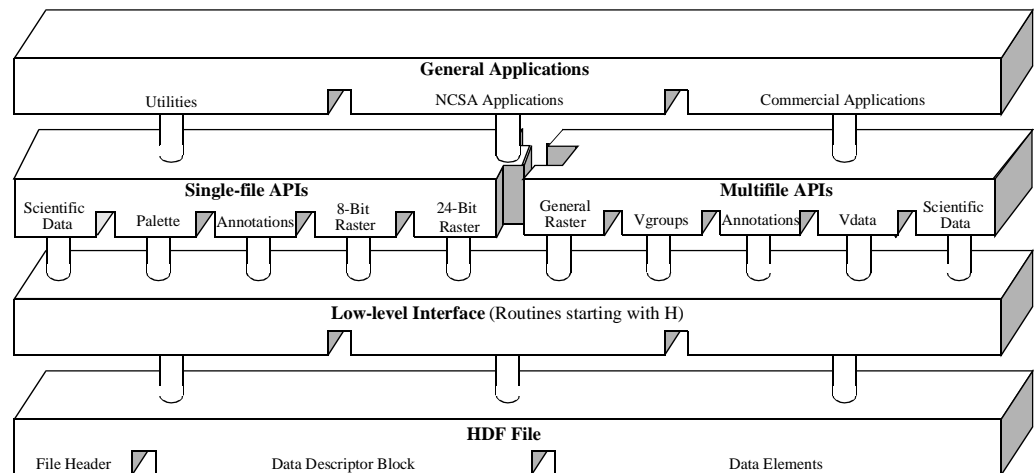 General Applications
Utilities
NCSA Applications
Commercial Applications
Single-file APIs
Scientific
Data
Palette
Annotations
8-Bit
Raster
24-Bit
Raster
Multifile APIs
General
Raster
Vgroups
Annotations
Vdata
Scientific
Data
Low-level Interface (Routines starting with H)
HDF File
File Header
Data Descriptor Block
Data Elements